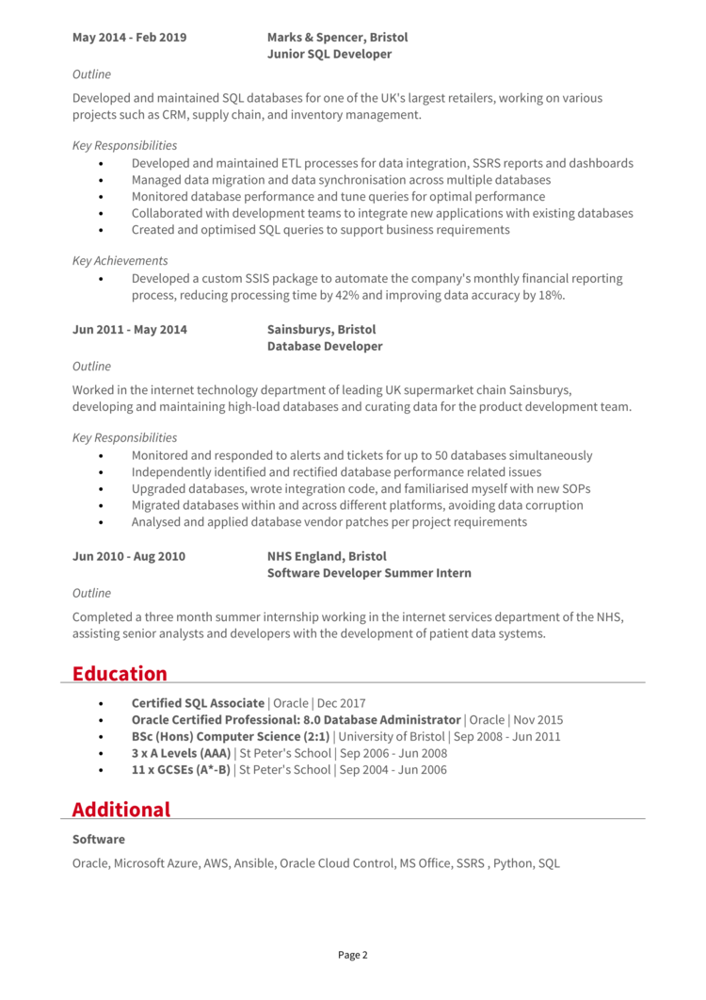 May 2014 - Feb 2019 Marks & Spencer, Bristol
Junior SQL Developer
Outline
Developed and maintained SQL databases for one of the UK's largest retailers, working on various
projects such as CRM, supply chain, and inventory management.
Key Responsibilities
• Developed and maintained ETL processes for data integration, SSRS reports and dashboards
• Managed data migration and data synchronisation across multiple databases
• Monitored database performance and tune queries for optimal performance
• Collaborated with development teams to integrate new applications with existing databases
• Created and optimised SQL queries to support business requirements
Key Achievements
• Developed a custom SSIS package to automate the company's monthly financial reporting
process, reducing processing time by 42% and improving data accuracy by 18%.
Jun 2011 - May 2014 Sainsburys, Bristol
Database Developer
Outline
Worked in the internet technology department of leading UK supermarket chain Sainsburys,
developing and maintaining high-load databases and curating data for the product development team.
Key Responsibilities
• Monitored and responded to alerts and tickets for up to 50 databases simultaneously
• Independently identified and rectified database performance related issues
• Upgraded databases, wrote integration code, and familiarised myself with new SOPs
• Migrated databases within and across different platforms, avoiding data corruption
• Analysed and applied database vendor patches per project requirements
Jun 2010 - Aug 2010 NHS England, Bristol
Software Developer Summer Intern
Outline
Completed a three month summer internship working in the internet services department of the NHS,
assisting senior analysts and developers with the development of patient data systems.
Education
• Certified SQL Associate | Oracle | Dec 2017
• Oracle Certified Professional: 8.0 Database Administrator | Oracle | Nov 2015
• BSc (Hons) Computer Science (2:1) | University of Bristol | Sep 2008 - Jun 2011
• 3 x A Levels (AAA) | St Peter's School | Sep 2006 - Jun 2008
• 11 x GCSEs (A*-B) | St Peter's School | Sep 2004 - Jun 2006
Additional
Software
Oracle, Microsoft Azure, AWS, Ansible, Oracle Cloud Control, MS Office, SSRS , Python, SQL
Page 2